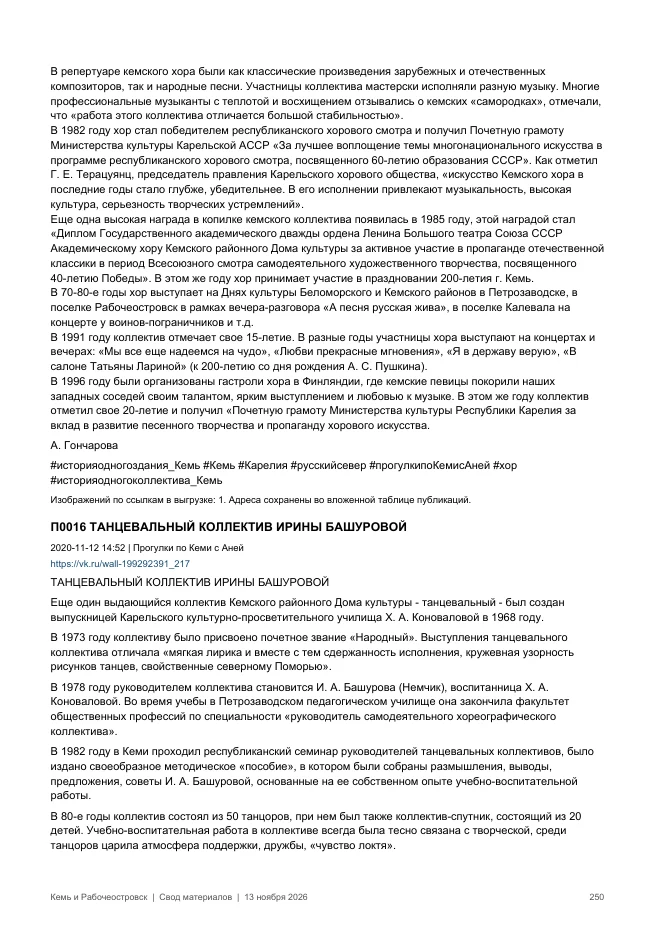 В репертуаре кемского хора были как классические произведения зарубежных и отечественных
композиторов, так и народные песни. Участницы коллектива мастерски исполняли разную музыку. Многие
профессиональные музыканты с теплотой и восхищением отзывались о кемских «самородках», отмечали,
что «работа этого коллектива отличается большой стабильностью».
В 1982 году хор стал победителем республиканского хорового смотра и получил Почетную грамоту
Министерства культуры Карельской АССР «За лучшее воплощение темы многонационального искусства в
программе республиканского хорового смотра, посвященного 60-летию образования СССР». Как отметил
Г. Е. Терацуянц, председатель правления Карельского хорового общества, «искусство Кемского хора в
последние годы стало глубже, убедительнее. В его исполнении привлекают музыкальность, высокая
культура, серьезность творческих устремлений».
Еще одна высокая награда в копилке кемского коллектива появилась в 1985 году, этой наградой стал
«Диплом Государственного академического дважды ордена Ленина Большого театра Союза СССР
Академическому хору Кемского районного Дома культуры за активное участие в пропаганде отечественной
классики в период Всесоюзного смотра самодеятельного художественного творчества, посвященного
40-летию Победы». В этом же году хор принимает участие в праздновании 200-летия г. Кемь.
В 70-80-е годы хор выступает на Днях культуры Беломорского и Кемского районов в Петрозаводске, в
поселке Рабочеостровск в рамках вечера-разговора «А песня русская жива», в поселке Калевала на
концерте у воинов-пограничников и т.д.
В 1991 году коллектив отмечает свое 15-летие. В разные годы участницы хора выступают на концертах и
вечерах: «Мы все еще надеемся на чудо», «Любви прекрасные мгновения», «Я в державу верую», «В
салоне Татьяны Лариной» (к 200-летию со дня рождения А. С. Пушкина).
В 1996 году были организованы гастроли хора в Финляндии, где кемские певицы покорили наших
западных соседей своим талантом, ярким выступлением и любовью к музыке. В этом же году коллектив
отметил свое 20-летие и получил «Почетную грамоту Министерства культуры Республики Карелия за
вклад в развитие песенного творчества и пропаганду хорового искусства.
А. Гончарова
#историяодногоздания_Кемь #Кемь #Карелия #русскийсевер #прогулкипоКемисАней #хор
#историяодногоколлектива_Кемь
Изображений по ссылкам в выгрузке: 1. Адреса сохранены во вложенной таблице публикаций.
П0016 ТАНЦЕВАЛЬНЫЙ КОЛЛЕКТИВ ИРИНЫ БАШУРОВОЙ
2020-11-12 14:52 | Прогулки по Кеми с Аней
https://vk.ru/wall-199292391_217
ТАНЦЕВАЛЬНЫЙ КОЛЛЕКТИВ ИРИНЫ БАШУРОВОЙ
Еще один выдающийся коллектив Кемского районного Дома культуры - танцевальный - был создан
выпускницей Карельского культурно-просветительного училища Х. А. Коноваловой в 1968 году.
В 1973 году коллективу было присвоено почетное звание «Народный». Выступления танцевального
коллектива отличала «мягкая лирика и вместе с тем сдержанность исполнения, кружевная узорность
рисунков танцев, свойственные северному Поморью».
В 1978 году руководителем коллектива становится И. А. Башурова (Немчик), воспитанница Х. А.
Коноваловой. Во время учебы в Петрозаводском педагогическом училище она закончила факультет
общественных профессий по специальности «руководитель самодеятельного хореографического
коллектива».
В 1982 году в Кеми проходил республиканский семинар руководителей танцевальных коллективов, было
издано своеобразное методическое «пособие», в котором были собраны размышления, выводы,
предложения, советы И. А. Башуровой, основанные на ее собственном опыте учебно-воспитательной
работы.
В 80-е годы коллектив состоял из 50 танцоров, при нем был также коллектив-спутник, состоящий из 20
детей. Учебно-воспитательная работа в коллективе всегда была тесно связана с творческой, среди
танцоров царила атмосфера поддержки, дружбы, «чувство локтя».
Кемь и Рабочеостровск | Свод материалов | 13 ноября 2026
250